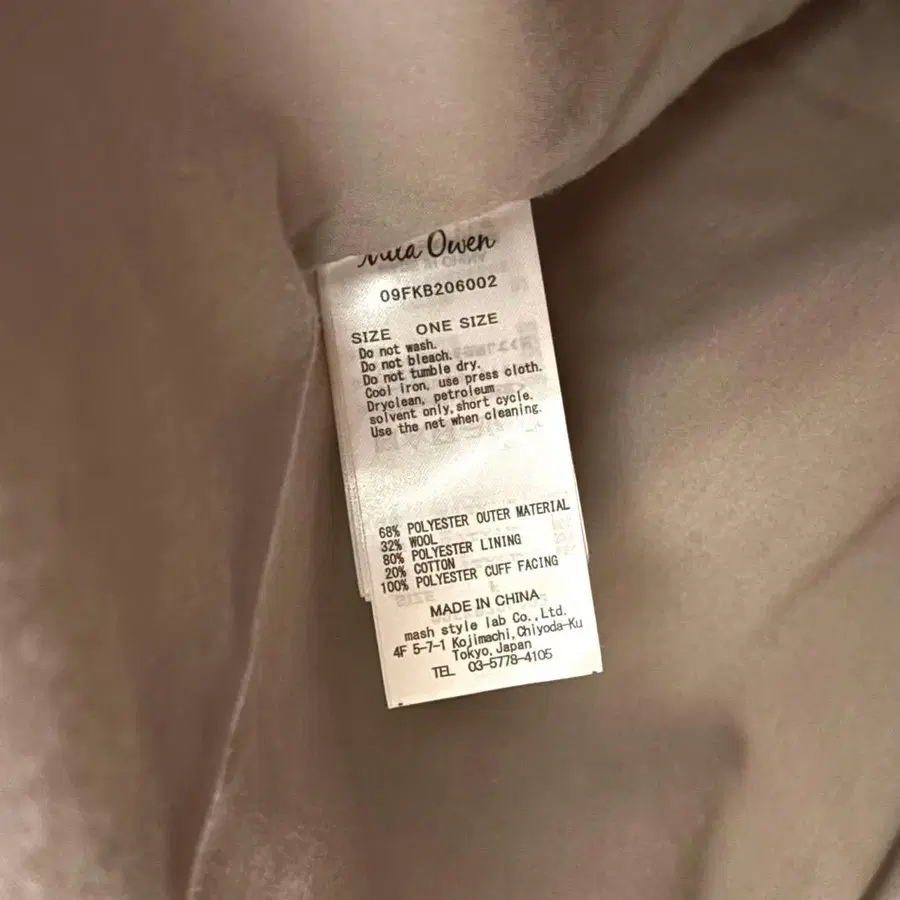 Mila Owen
09FKB206002
SIZE ONE SIZE
Do not wash.
Do not bleach.
Do not tumble dry.
Cool iron, use press cloth.
Dryclean, petroleum
solvent only, short cycle.
Use the net when cleaning.
68% POLYESTER OUTER MATERIAL
32% WOOL
80% POLYESTER LINING
20% COTTON
100% POLYESTER CUFF FACING
MADE IN CHINA
mash style lab Co., Ltd.
4F 5-7-1 Kojimachi, Chiyoda-Ku
Tokyo, Japan
TEL 03-5778-4105